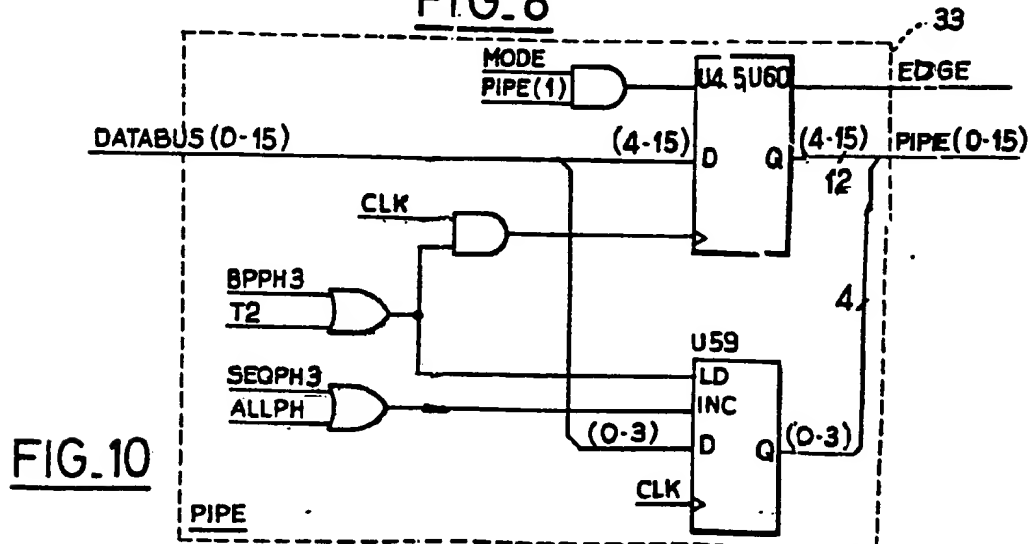 FIG_8
33
MODE
PIPE(1)
U4.5U60
EDGE
DATABUS(0-15)
(4-15)
D
Q
(4-15)
12
PIPE(0-15)
CLK
BPPH3
T2
4
U59
LD
SEQPH3
ALLPH
INC
(0-3)
D
Q
(0-3)
CLK
FIG_10
PIPE